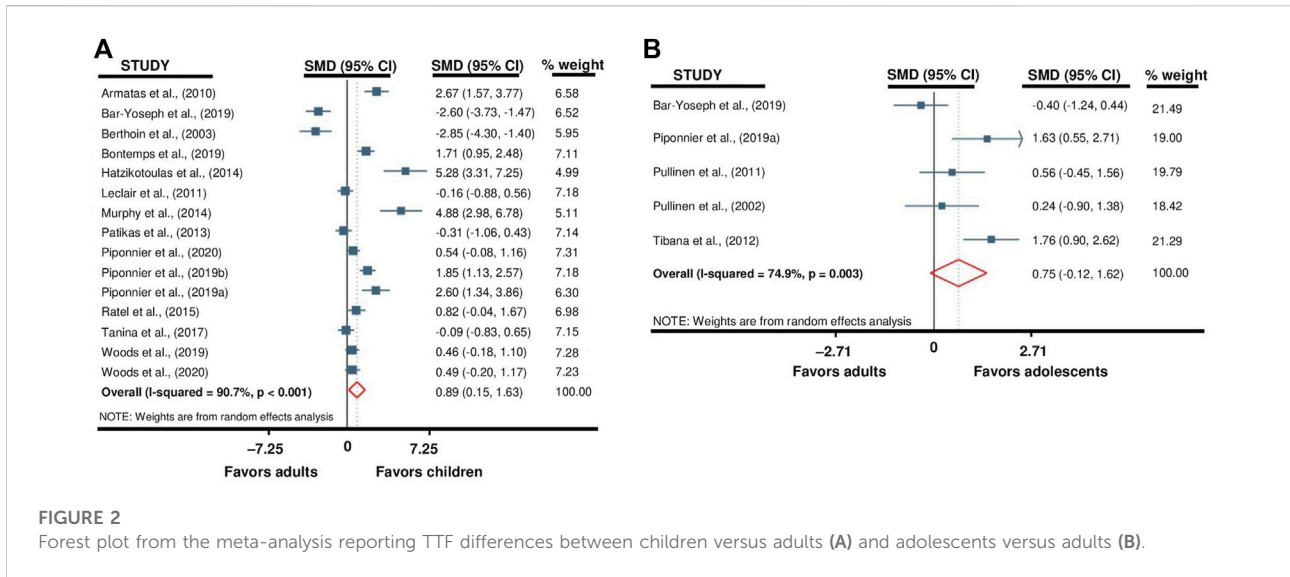 A
STUDY SMD (95% CI) SMD (95% CI) % weight
Armatas et al., (2010) 2.67 (1.57, 3.77) 6.58
Bar-Yoseph et al., (2019) -2.60 (-3.73, -1.47) 6.52
Berthoin et al., (2003) -2.85 (-4.30, -1.40) 5.95
Bontemps et al., (2019) 1.71 (0.95, 2.48) 7.11
Hatzikotoulas et al., (2014) 5.28 (3.31, 7.25) 4.99
Leclair et al., (2011) -0.16 (-0.88, 0.56) 7.18
Murphy et al., (2014) 4.88 (2.98, 6.78) 5.11
Patikas et al., (2013) -0.31 (-1.06, 0.43) 7.14
Piponnier et al., (2020) 0.54 (-0.08, 1.16) 7.31
Piponnier et al., (2019b) 1.85 (1.13, 2.57) 7.18
Piponnier et al., (2019a) 2.60 (1.34, 3.86) 6.30
Ratel et al., (2015) 0.82 (-0.04, 1.67) 6.98
Tanina et al., (2017) -0.09 (-0.83, 0.65) 7.15
Woods et al., (2019) 0.46 (-0.18, 1.10) 7.28
Woods et al., (2020) 0.49 (-0.20, 1.17) 7.23
Overall (I-squared = 90.7%, p < 0.001) 0.89 (0.15, 1.63) 100.00
NOTE: Weights are from random effects analysis
−7.25 0 7.25
Favors adults Favors children
B
STUDY SMD (95% CI) SMD (95% CI) % weight
Bar-Yoseph et al., (2019) -0.40 (-1.24, 0.44) 21.49
Piponnier et al., (2019a) 1.63 (0.55, 2.71) 19.00
Pullinen et al., (2011) 0.56 (-0.45, 1.56) 19.79
Pullinen et al., (2002) 0.24 (-0.90, 1.38) 18.42
Tibana et al., (2012) 1.76 (0.90, 2.62) 21.29
Overall (I-squared = 74.9%, p = 0.003) 0.75 (-0.12, 1.62) 100.00
NOTE: Weights are from random effects analysis
−2.71 0 2.71
Favors adults Favors adolescents
FIGURE 2
Forest plot from the meta-analysis reporting TTF differences between children versus adults (A) and adolescents versus adults (B).